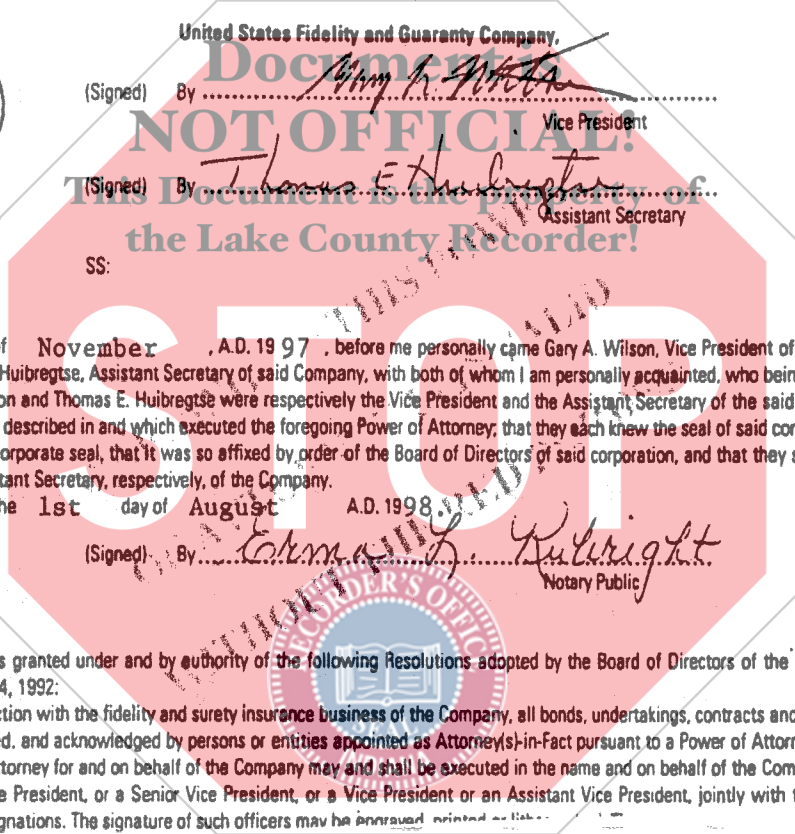 United States Fidelity and Guaranty Company,
Document is
(Signed) By
Vice President
NOT OFFICIAL!
(Signed) By Thomas E Huibregtse
This Document is the property of
Assistant Secretary
the Lake County Recorder!
SS:
THIS POWER
VALID
STOP
November , A.D. 19 97 , before me personally came Gary A. Wilson, Vice President of
Huibregtse, Assistant Secretary of said Company, with both of whom I am personally acquainted, who bein
on and Thomas E. Huibregtse were respectively the Vice President and the Assistant Secretary of the said
described in and which executed the foregoing Power of Attorney; that they each knew the seal of said cor
orporate seal, that it was so affixed by order of the Board of Directors of said corporation, and that they s
tant Secretary, respectively, of the Company.
he 1st day of August A.D. 1998.
(Signed) By Erma L. Rulbright
Notary Public
WITHOUT
RECORDER'S OFFICE
s granted under and by authority of the following Resolutions adopted by the Board of Directors of the
4, 1992:
ction with the fidelity and surety insurance business of the Company, all bonds, undertakings, contracts and
ed, and acknowledged by persons or entities appointed as Attorney(s)-in-Fact pursuant to a Power of Attorn
ttorney for and on behalf of the Company may and shall be executed in the name and on behalf of the Com
e President, or a Senior Vice President, or a Vice President or an Assistant Vice President, jointly with t
gnations. The signature of such officers may be engraved, printed or